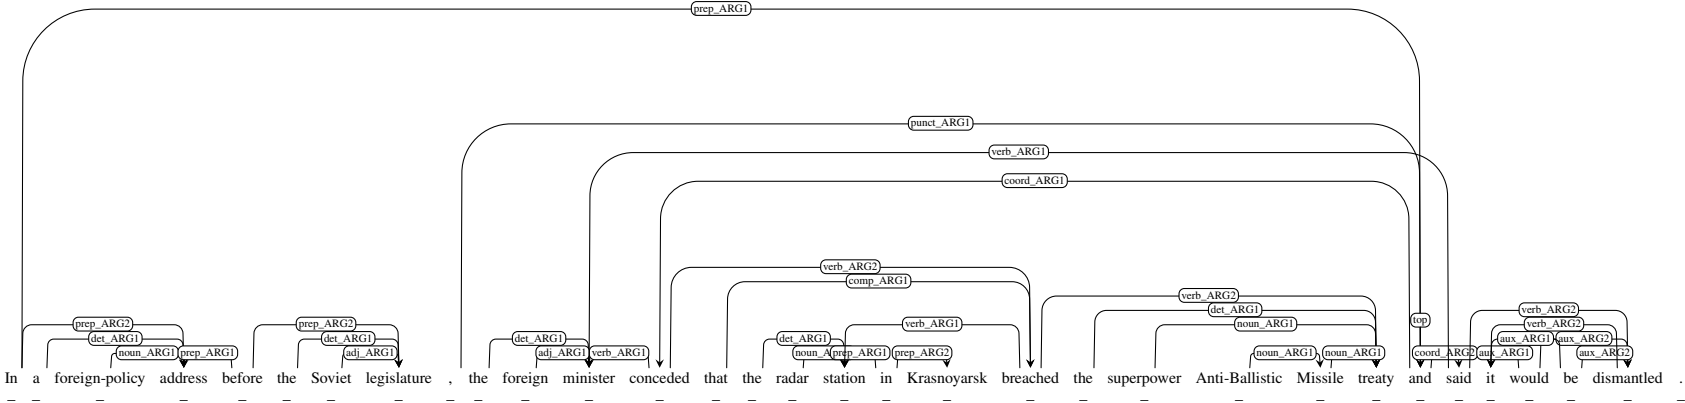 prep_ARG1
punct_ARG1
verb_ARG1
coord_ARG1
verb_ARG2
comp_ARG1
verb_ARG2
det_ARG1
noun_ARG1
top
prep_ARG2 prep_ARG2 verb_ARG1 verb_ARG2
det_ARG1 det_ARG1 det_ARG1 det_ARG1 verb_ARG2
aux_ARG1 aux_ARG2
noun_ARG1 prep_ARG1 adj_ARG1 adj_ARG1 verb_ARG1 prep_ARG1 prep_ARG2 noun_ARG1 noun_ARG1 coord_ARG2 aux_ARG1 aux_ARG2
In a foreign-policy address before the Soviet legislature , the foreign minister conceded that the radar station in Krasnoyarsk breached the superpower Anti-Ballistic Missile treaty and said it would be dismantled .